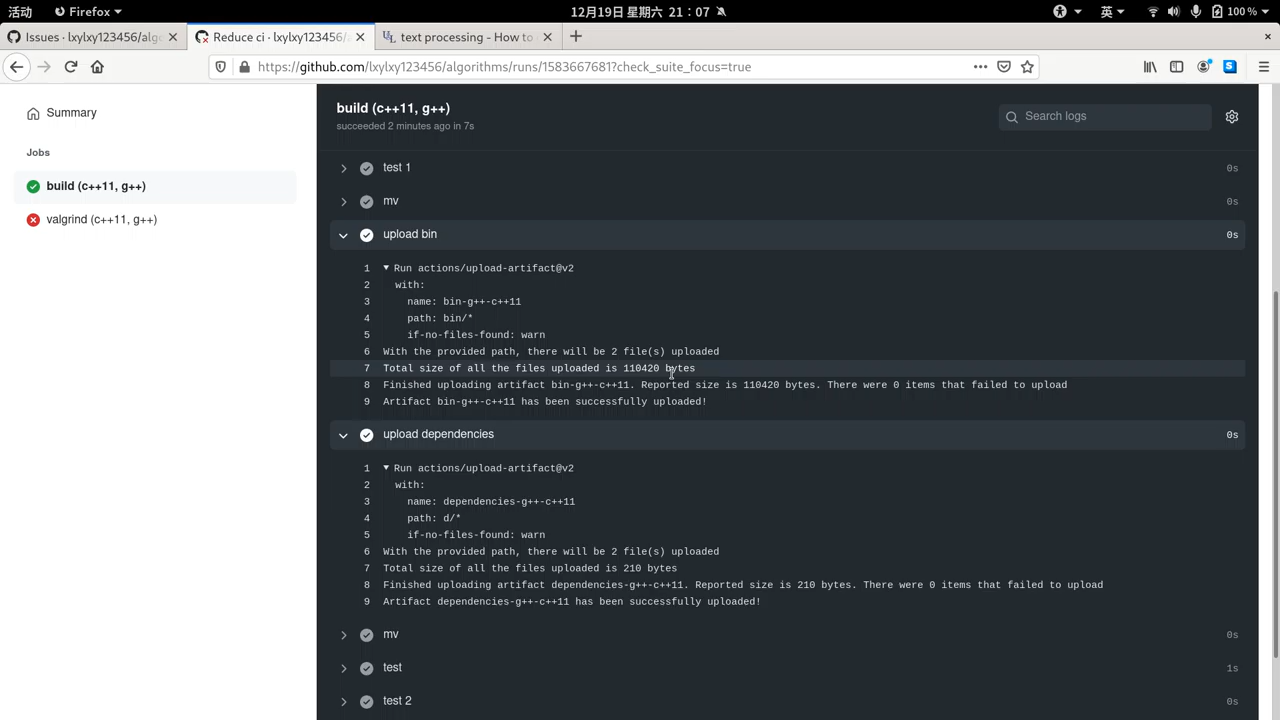 活动 Firefox 12月19日 星期六 21:07 英 100 %
Issues · lxylxy123456/algo Reduce ci · lxylxy123456/a text processing - How to
https://github.com/lxylxy123456/algorithms/runs/1583667681?check_suite_focus=true
Summary
Jobs
build (c++11, g++)
valgrind (c++11, g++)
build (c++11, g++)
succeeded 2 minutes ago in 7s
Search logs
test 1 0s
mv 0s
upload bin 0s
1 Run actions/upload-artifact@v2
2 with:
3 name: bin-g++-c++11
4 path: bin/*
5 if-no-files-found: warn
6 With the provided path, there will be 2 file(s) uploaded
7 Total size of all the files uploaded is 110420 bytes
8 Finished uploading artifact bin-g++-c++11. Reported size is 110420 bytes. There were 0 items that failed to upload
9 Artifact bin-g++-c++11 has been successfully uploaded!
upload dependencies 0s
1 Run actions/upload-artifact@v2
2 with:
3 name: dependencies-g++-c++11
4 path: d/*
5 if-no-files-found: warn
6 With the provided path, there will be 2 file(s) uploaded
7 Total size of all the files uploaded is 210 bytes
8 Finished uploading artifact dependencies-g++-c++11. Reported size is 210 bytes. There were 0 items that failed to upload
9 Artifact dependencies-g++-c++11 has been successfully uploaded!
mv 0s
test 1s
test 2 0s